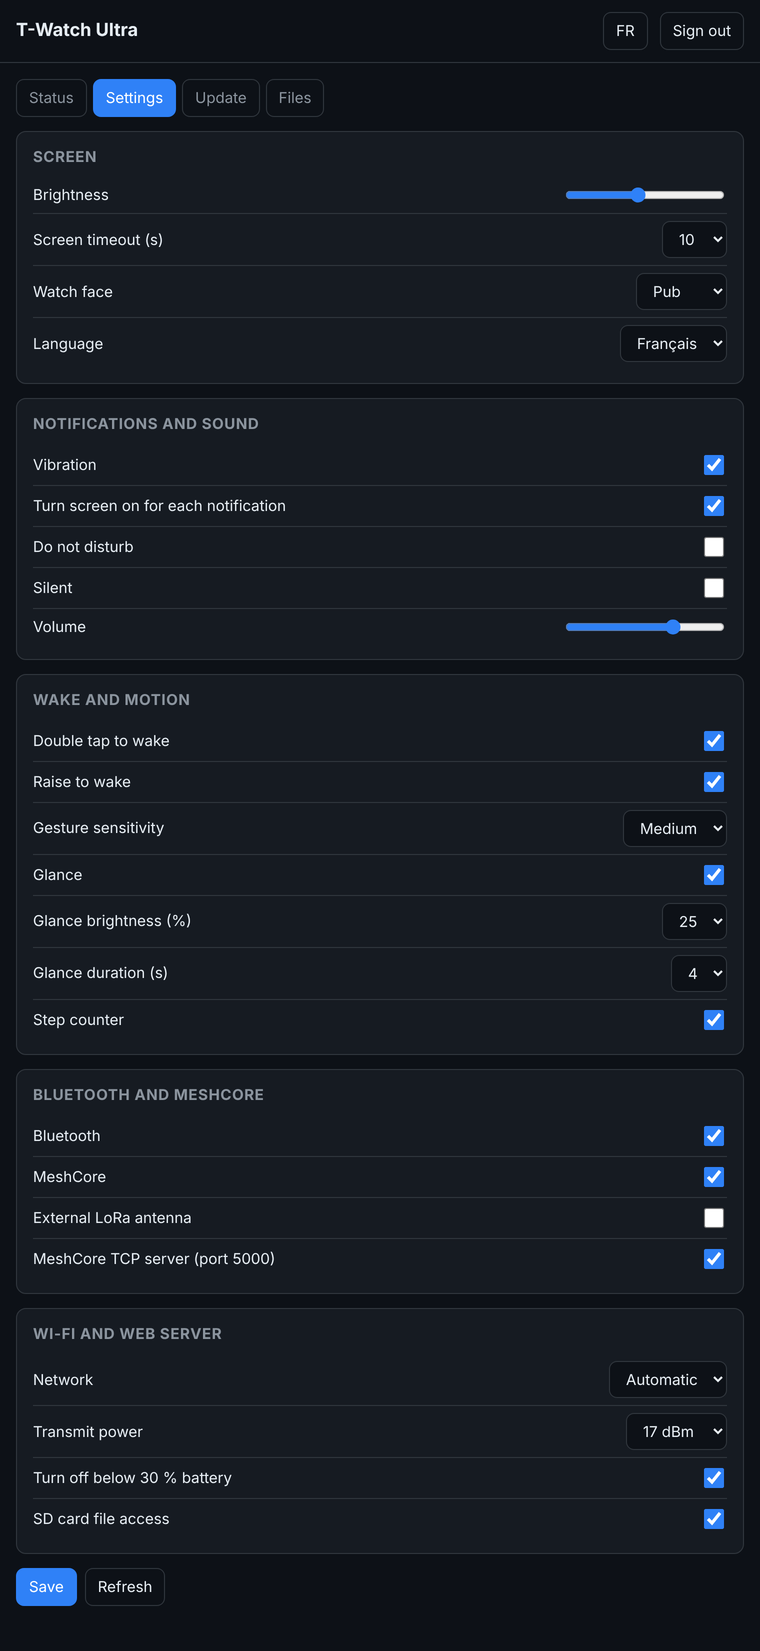 T-Watch Ultra
FR
Sign out
Status
Settings
Update
Files
SCREEN
Brightness
Screen timeout (s)
10
Watch face
Pub
Language
Français
NOTIFICATIONS AND SOUND
Vibration
Turn screen on for each notification
Do not disturb
Silent
Volume
WAKE AND MOTION
Double tap to wake
Raise to wake
Gesture sensitivity
Medium
Glance
Glance brightness (%)
25
Glance duration (s)
4
Step counter
BLUETOOTH AND MESHCORE
Bluetooth
MeshCore
External LoRa antenna
MeshCore TCP server (port 5000)
WI-FI AND WEB SERVER
Network
Automatic
Transmit power
17 dBm
Turn off below 30 % battery
SD card file access
Save
Refresh